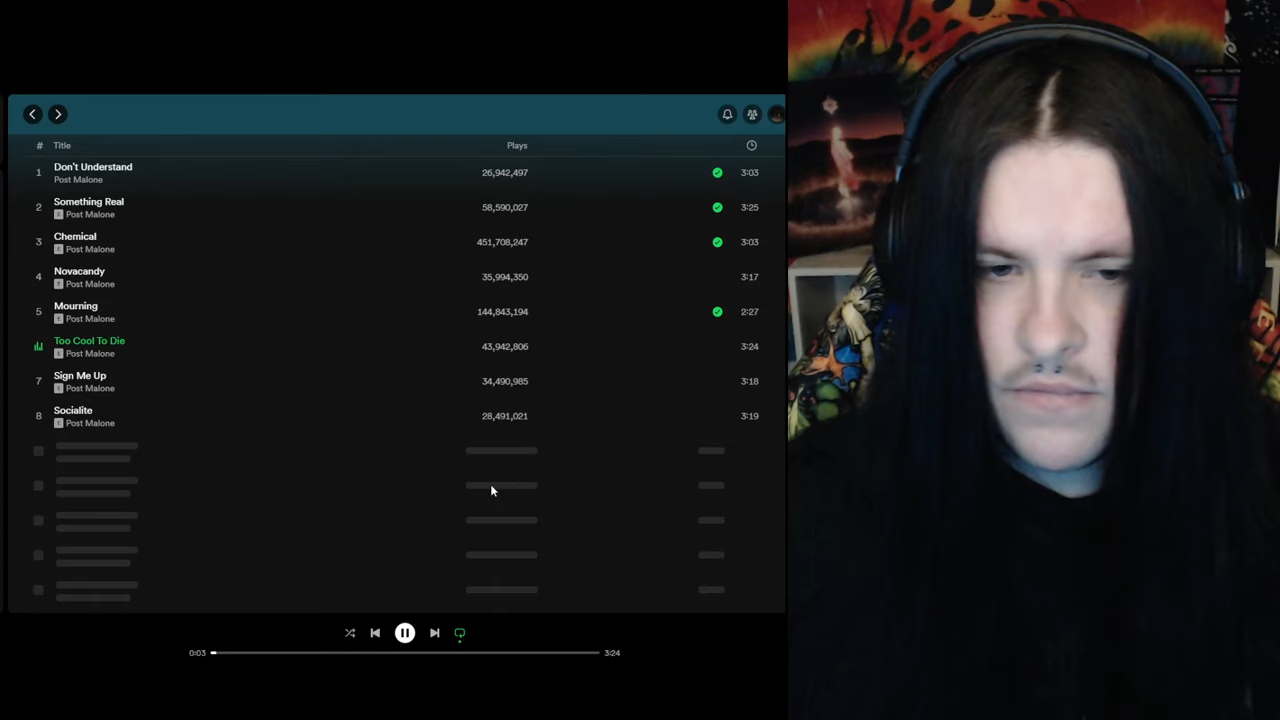 # Title Plays
1 Don't Understand 26,942,497 3:03
Post Malone
2 Something Real 58,590,027 3:25
E Post Malone
3 Chemical 451,708,247 3:03
E Post Malone
4 Novacandy 35,994,350 3:17
E Post Malone
5 Mourning 144,843,194 2:27
E Post Malone
Too Cool To Die 43,942,806 3:24
E Post Malone
7 Sign Me Up 34,490,985 3:18
E Post Malone
8 Socialite 28,491,021 3:19
E Post Malone
0:03 3:24